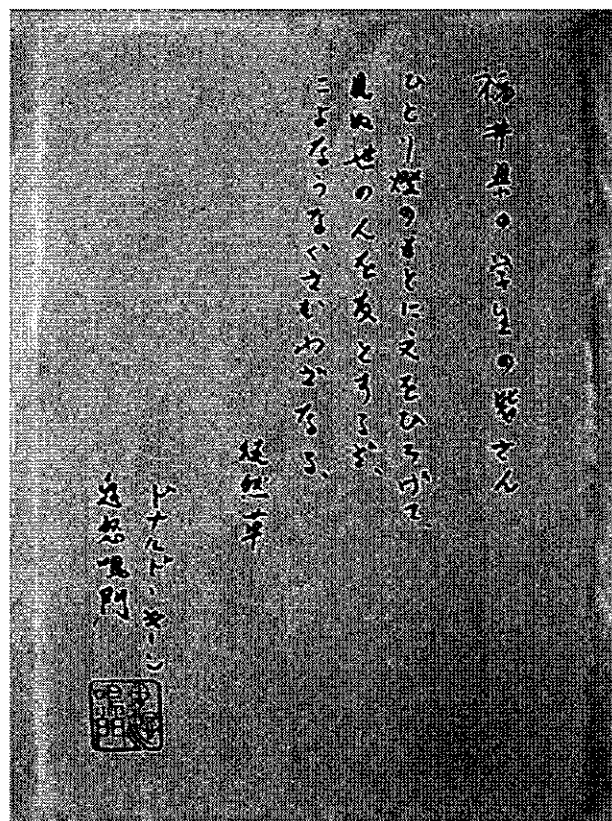 福井県の学生の皆さん
ひとり燈のもとに文をひろげて、
見ぬ世の人を友とするぞ、
こよなうなぐさむわざなる、
徒然草
ドナルド・キーン
鬼怒鳴門